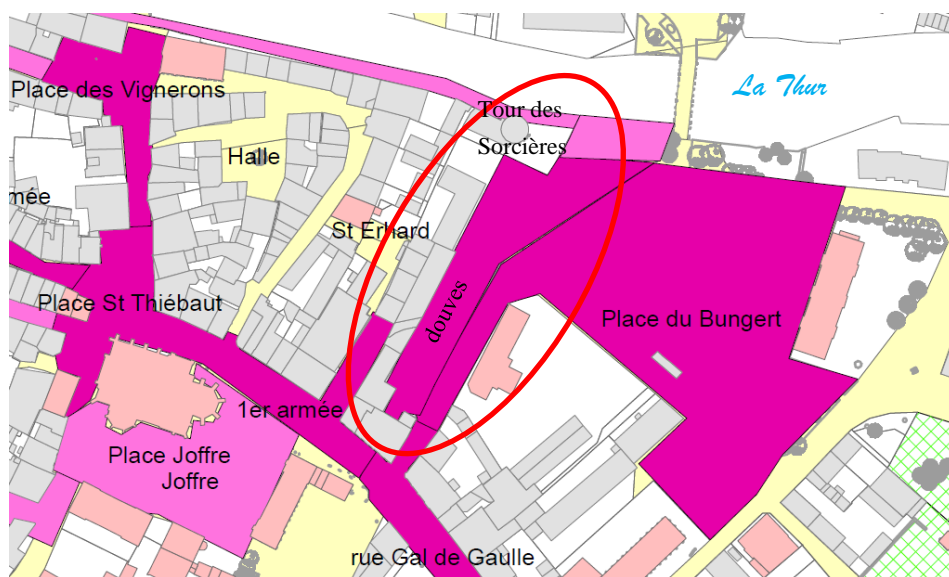 La Thur
Place des Vignerons
Tour des
Sorcières
Halle
mée
St Erhard
Place St Thiébaut
douves
Place du Bungert
1er armée
Place Joffre
Joffre
rue Gal de Gaulle